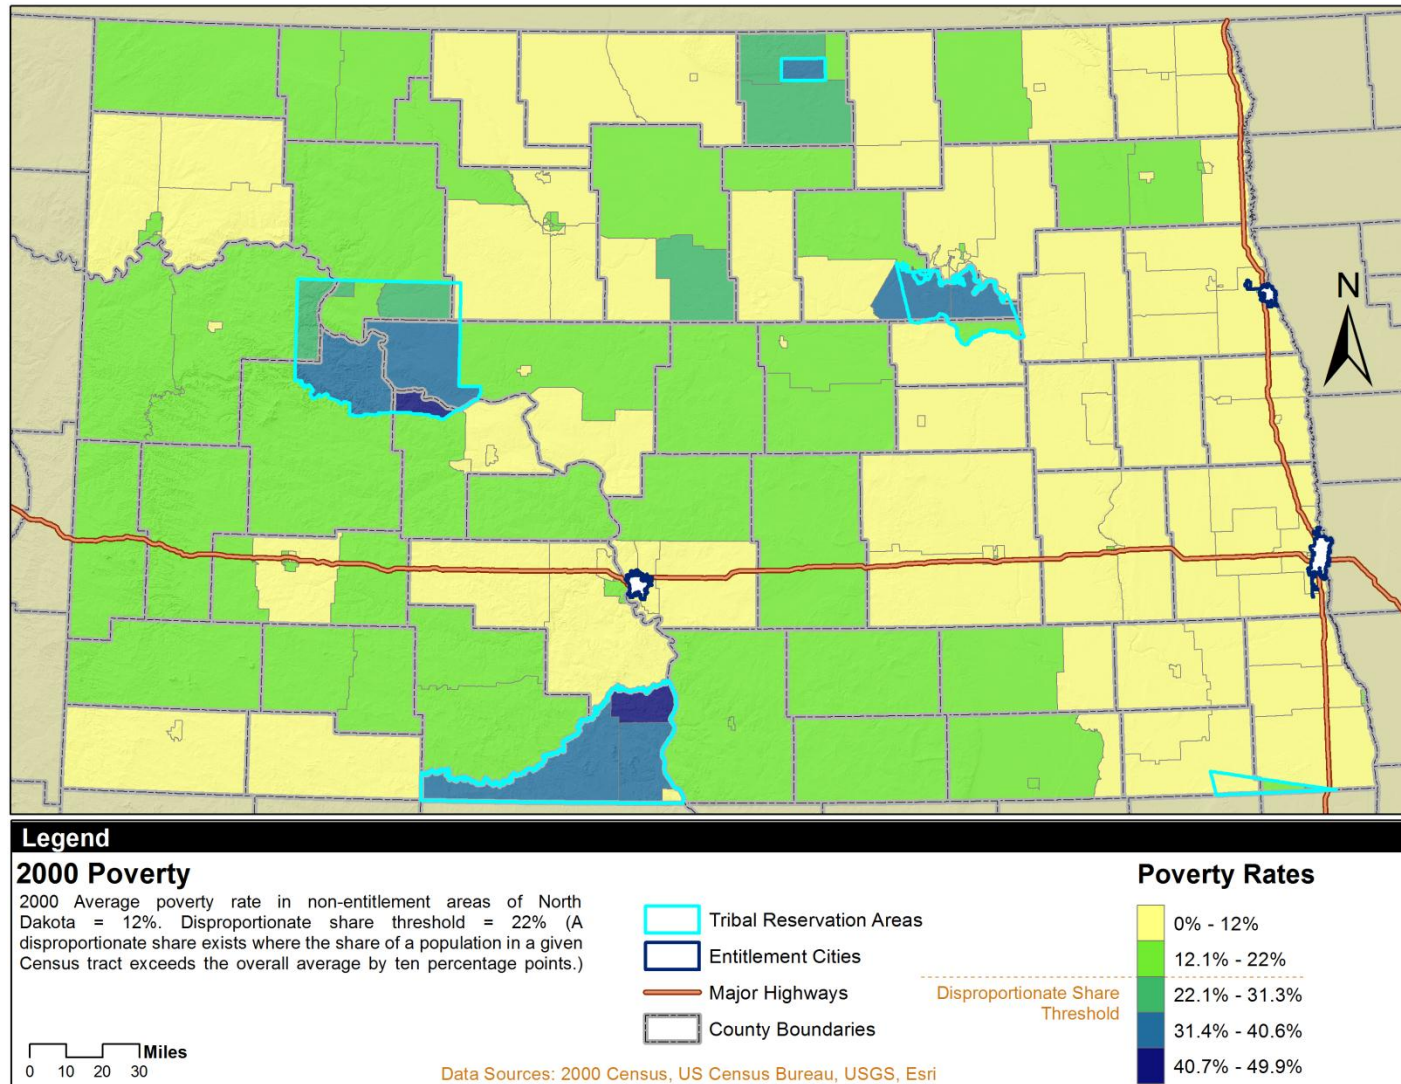 N
Legend
2000 Poverty
2000 Average poverty rate in non-entitlement areas of North
Dakota = 12%. Disproportionate share threshold = 22% (A
disproportionate share exists where the share of a population in a given
Census tract exceeds the overall average by ten percentage points.)
0 10 20 30 Miles
Tribal Reservation Areas
Entitlement Cities
Major Highways
County Boundaries
Data Sources: 2000 Census, US Census Bureau, USGS, Esri
Disproportionate Share
Threshold
Poverty Rates
0% - 12%
12.1% - 22%
22.1% - 31.3%
31.4% - 40.6%
40.7% - 49.9%